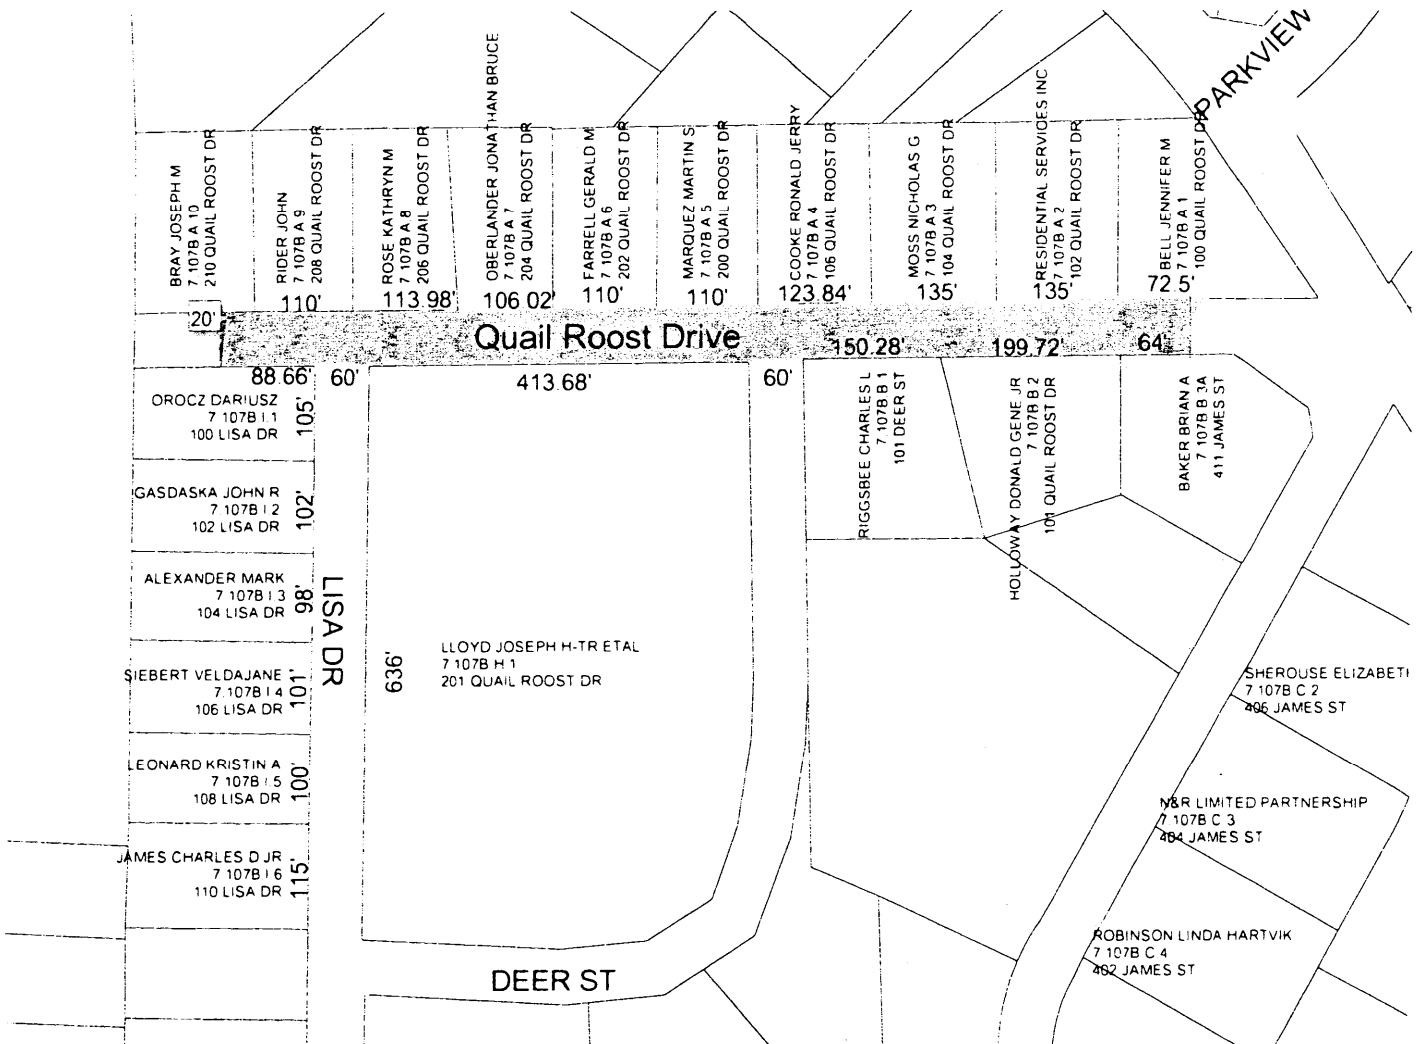 PARKVIEW
BRAY JOSEPH M
7 107B A 10
210 QUAIL ROOST DR
RIDER JOHN
7 107B A 9
208 QUAIL ROOST DR
ROSE KATHRYN M
7 107B A 8
206 QUAIL ROOST DR
OBERLANDER JONATHAN BRUCE
7 107B A 7
204 QUAIL ROOST DR
FARRELL GERALD M
7 107B A 6
202 QUAIL ROOST DR
MARQUEZ MARTIN S
7 107B A 5
200 QUAIL ROOST DR
COOKE RONALD JERRY
7 107B A 4
106 QUAIL ROOST DR
MOSS NICHOLAS G
7 107B A 3
104 QUAIL ROOST DR
RESIDENTIAL SERVICES INC
7 107B A 2
102 QUAIL ROOST DR
BELL JENNIFER M
7 107B A 1
100 QUAIL ROOST DR
20'
110'
113.98'
106.02'
110'
110'
123.84'
135'
135'
72.5'
Quail Roost Drive
150.28'
199.72'
64'
88.66'
60'
413.68'
60'
OROCZ DARIUSZ
7 107B I 1
100 LISA DR
105'
GASDASKA JOHN R
7 107B I 2
102 LISA DR
102'
ALEXANDER MARK
7 107B I 3
104 LISA DR
98'
SIEBERT VELDAJANE
7 107B I 4
106 LISA DR
101'
LEONARD KRISTIN A
7 107B I 5
108 LISA DR
100'
JAMES CHARLES D JR
7 107B I 6
110 LISA DR
115'
LISA DR
636'
LLOYD JOSEPH H-TR ETAL
7 107B H 1
201 QUAIL ROOST DR
RIGGSBEE CHARLES L
7 107B B 1
101 DEER ST
HOLLOWAY DONALD GENE JR
7 107B B 2
101 QUAIL ROOST DR
BAKER BRIAN A
7 107B B 3A
411 JAMES ST
SHEROUSE ELIZABETH
7 107B C 2
406 JAMES ST
N&R LIMITED PARTNERSHIP
7 107B C 3
404 JAMES ST
ROBINSON LINDA HARTVIK
7 107B C 4
402 JAMES ST
DEER ST